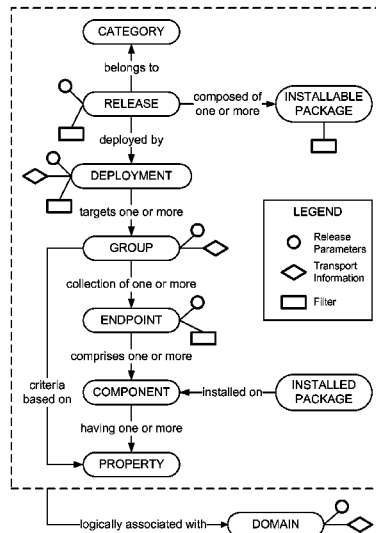 CATEGORY
belongs to
RELEASE
composed of
one or more
INSTALLABLE
PACKAGE
deployed by
DEPLOYMENT
targets one or more
GROUP
collection of one or more
ENDPOINT
comprises one or more
criteria
based on
COMPONENT
installed on
INSTALLED
PACKAGE
having one or more
PROPERTY
LEGEND
Release
Parameters
Transport
Information
Filter
logically associated with
DOMAIN